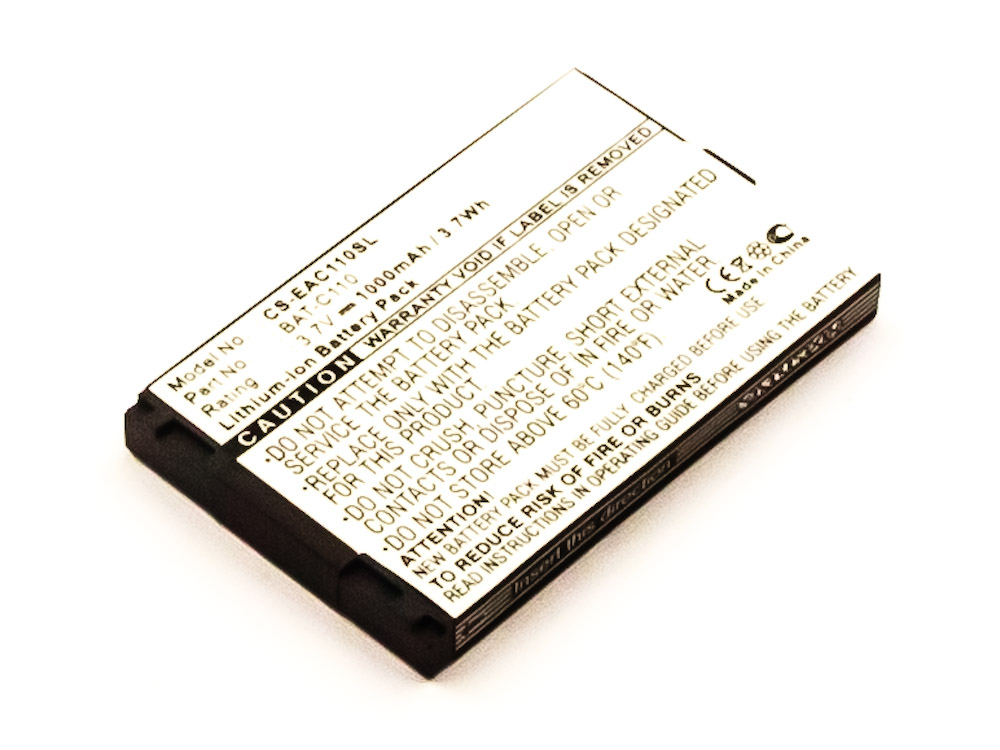 Model No CS-EAC110SL
Part No BAT-C110
Rating 3.7V 1000mAh / 3.7Wh
Lithium-ion Battery Pack
CAUTION WARRANTY VOID IF LABEL IS REMOVED
·DO NOT ATTEMPT TO DISASSEMBLE, OPEN OR
SERVICE BATTERY PACK
·REPLACE ONLY WITH THE BATTERY PACK DESIGNATED
FOR THIS PRODUCT
·DO NOT CRUSH, PUNCTURE, SHORT EXTERNAL
CONTACTS OR DISPOSE OF IN FIRE OR WATER
·DO NOT STORE ABOVE 60°C (140°F)
CE
Made in China
ATTENTION!
NEW BATTERY PACK MUST BE FULLY RECHARGED BEFORE USE
TO REDUCE RISK OF FIRE OR BURNS
READ INSTRUCTIONS IN OPERATING GUIDE BEFORE USING THE BATTERY
Insert this direction